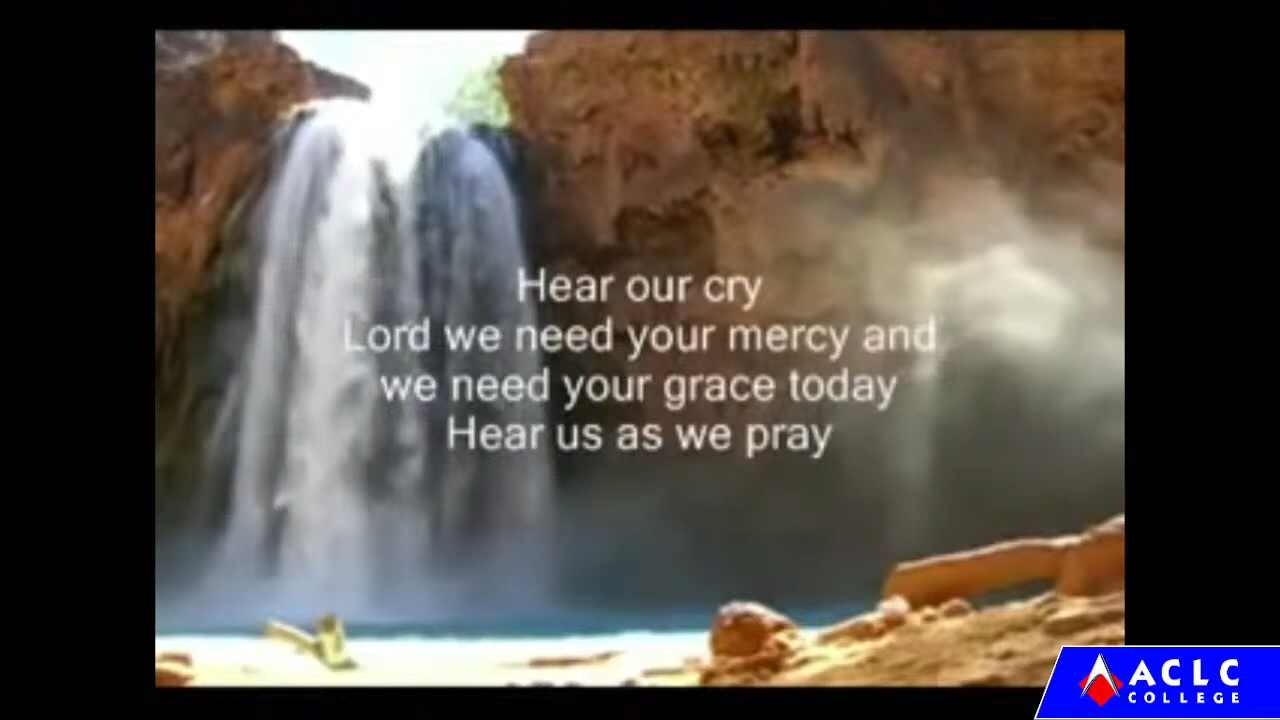 Hear our cry
Lord we need your mercy and
we need your grace today
Hear us as we pray
ACLC
COLLEGE